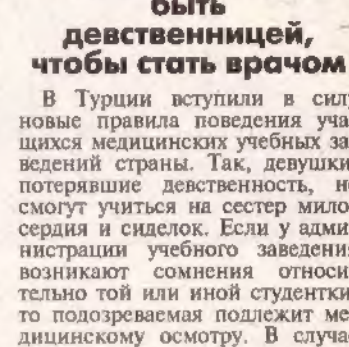 быть
девственницей,
чтобы стать врачом
В Турции вступили в сил
новые правила поведения уча
щихся медицинских учебных за
ведений страны. Так, девушки
потерявшие девственность, н
смогут учиться на сестер мило
сердия и сиделок. Если у адми
нистрации учебного заведени
возникают сомнения относи
тельно той или иной студентки
то подозреваемая подлежит ме
дицинскому осмотру. В случа